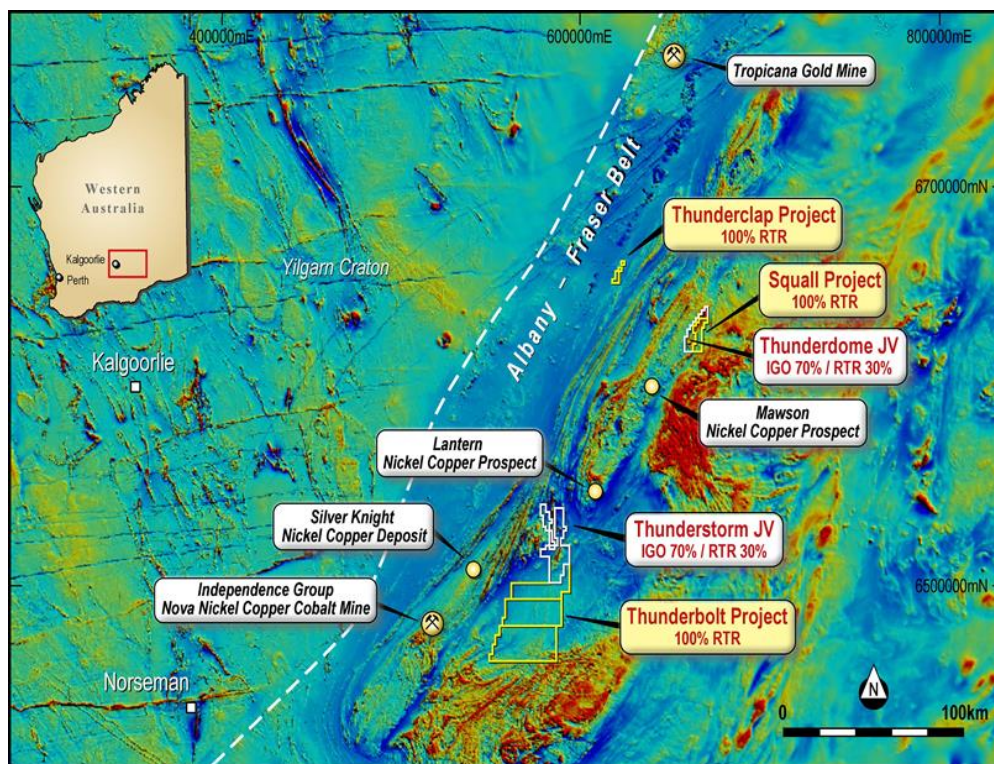 400000mE
600000mE
800000mE
Tropicana Gold Mine
Western
Australia
Kalgoorlie
Perth
6700000mN
Thunderclap Project
100% RTR
Yilgarn Craton
Albany - Fraser Belt
Squall Project
100% RTR
Thunderdome JV
IGO 70% / RTR 30%
Kalgoorlie
Mawson
Nickel Copper Prospect
Lantern
Nickel Copper Prospect
Silver Knight
Nickel Copper Deposit
Thunderstorm JV
IGO 70% / RTR 30%
Independence Group
Nova Nickel Copper Cobalt Mine
6500000mN
Thunderbolt Project
100% RTR
Norseman
N
0
100km